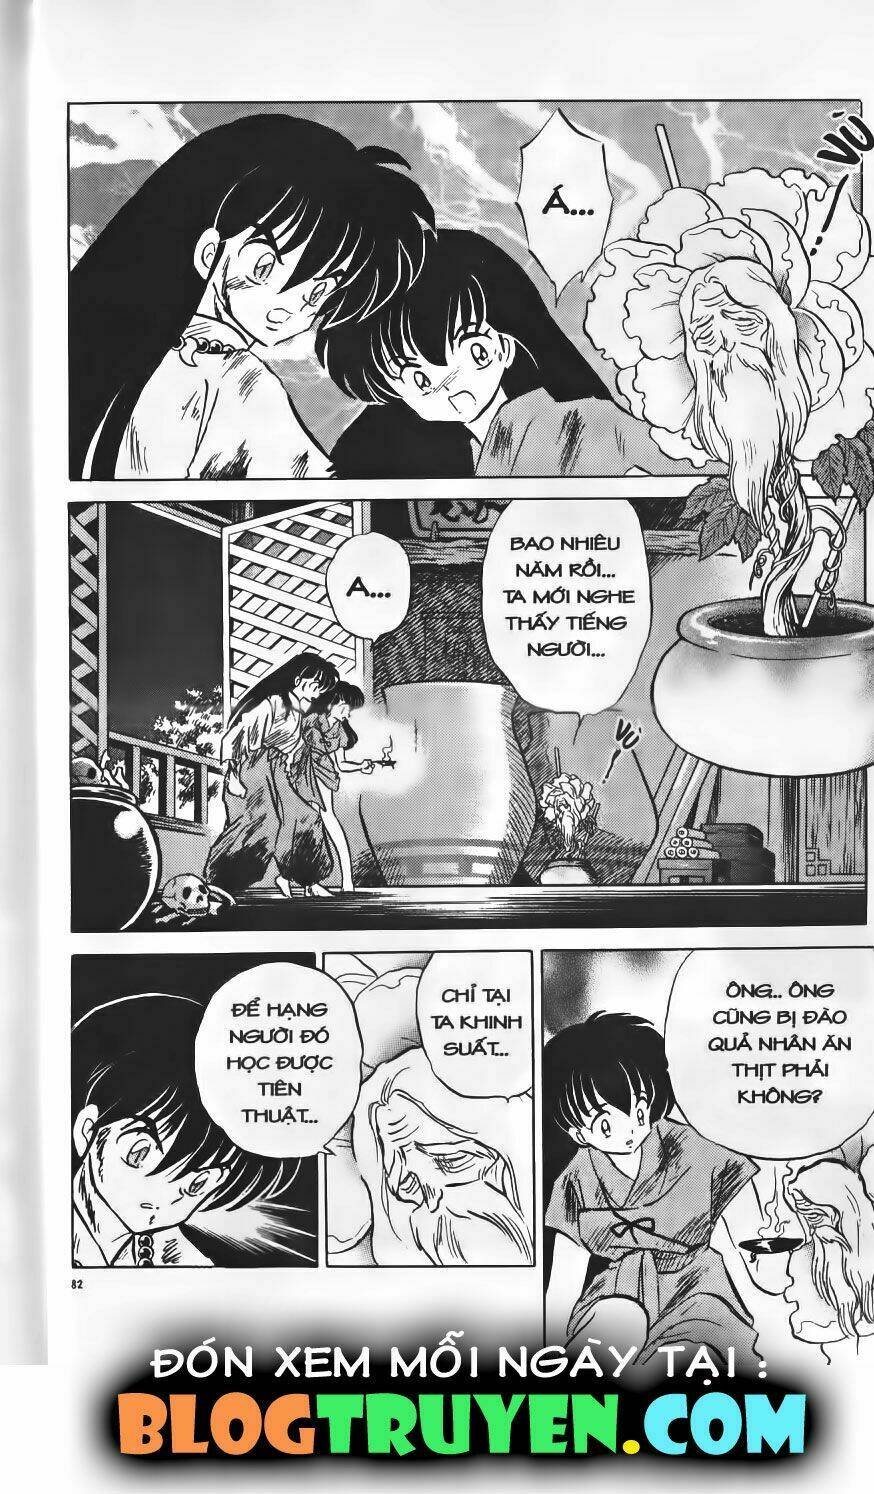 Á...
VÙ
BAO NHIÊU
NĂM RỒI...
TA MỚI NGHE
THẤY TIẾNG
NGƯỜI...
A...
VÙ
ÔNG... ÔNG
CŨNG BỊ ĐÀO
QUẢ NHÂN ĂN
THỊT PHẢI
KHÔNG?
CHỈ TẠI
TA KHINH
SUẤT...
ĐỂ HẠNG
NGƯỜI ĐÓ
HỌC ĐƯỢC
TIÊN
THUẬT...
82
ĐÓN XEM MỖI NGÀY TẠI :
BLOGTRUYEN.COM